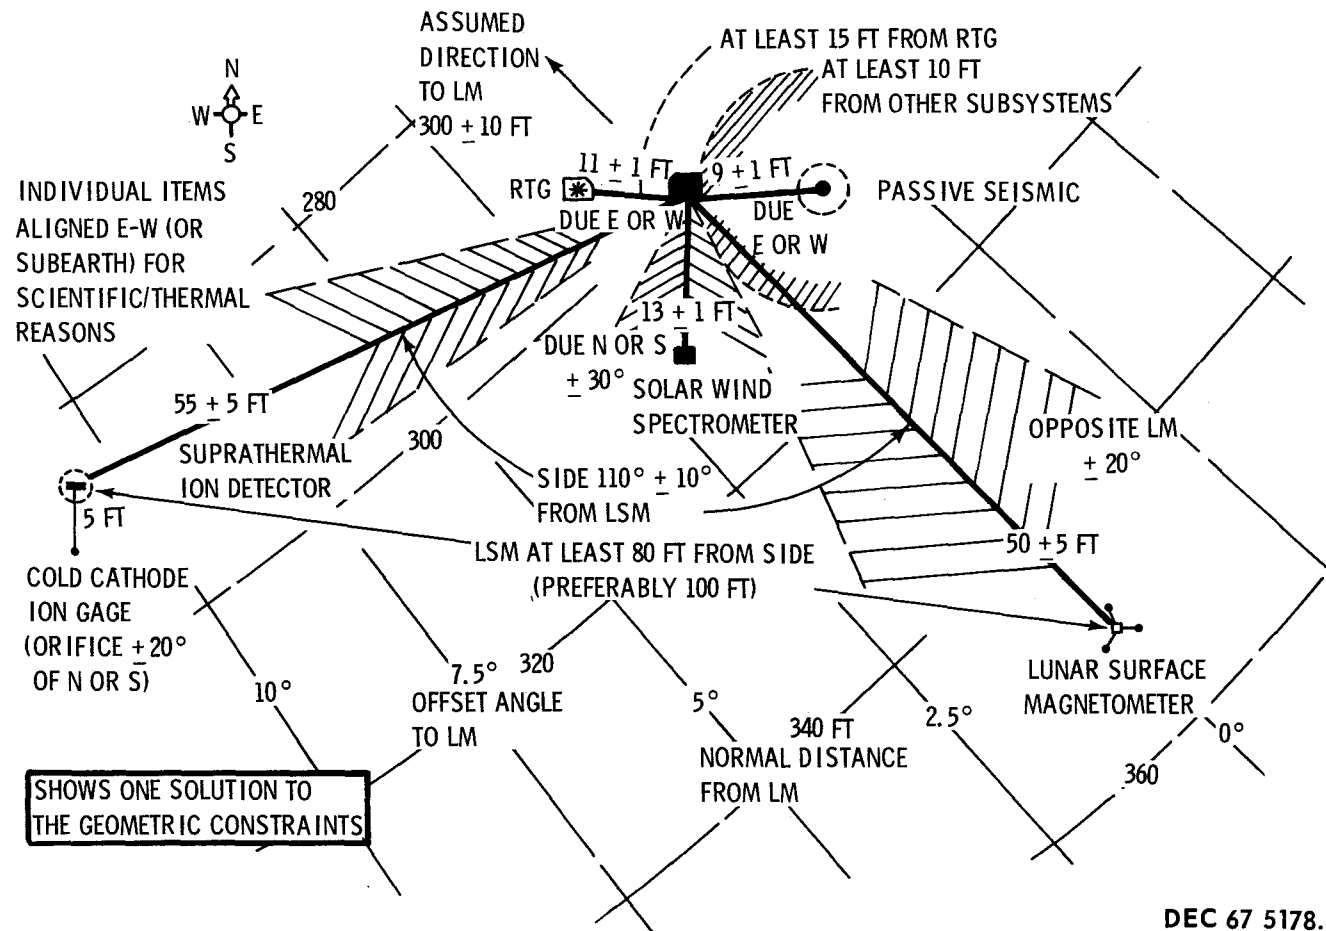 ASSUMED
DIRECTION
TO LM
300 ± 10 FT
AT LEAST 15 FT FROM RTG
AT LEAST 10 FT
FROM OTHER SUBSYSTEMS
N
W E
S
INDIVIDUAL ITEMS
ALIGNED E-W (OR
SUBEARTH) FOR
SCIENTIFIC/THERMAL
REASONS
280
RTG
11 ± 1 FT
9 ± 1 FT
PASSIVE SEISMIC
DUE E OR W
DUE
E OR W
13 ± 1 FT
DUE N OR S
± 30°
SOLAR WIND
SPECTROMETER
55 ± 5 FT
300
SUPRATHERMAL
ION DETECTOR
OPPOSITE LM
± 20°
SIDE 110° ± 10°
FROM LSM
5 FT
50 ± 5 FT
LSM AT LEAST 80 FT FROM SIDE
(PREFERABLY 100 FT)
COLD CATHODE
ION GAGE
(ORIFICE ± 20°
OF N OR S)
10°
7.5°
320
OFFSET ANGLE
TO LM
5°
340 FT
NORMAL DISTANCE
FROM LM
2.5°
LUNAR SURFACE
MAGNETOMETER
0°
360
SHOWS ONE SOLUTION TO
THE GEOMETRIC CONSTRAINTS
DEC 67 5178.